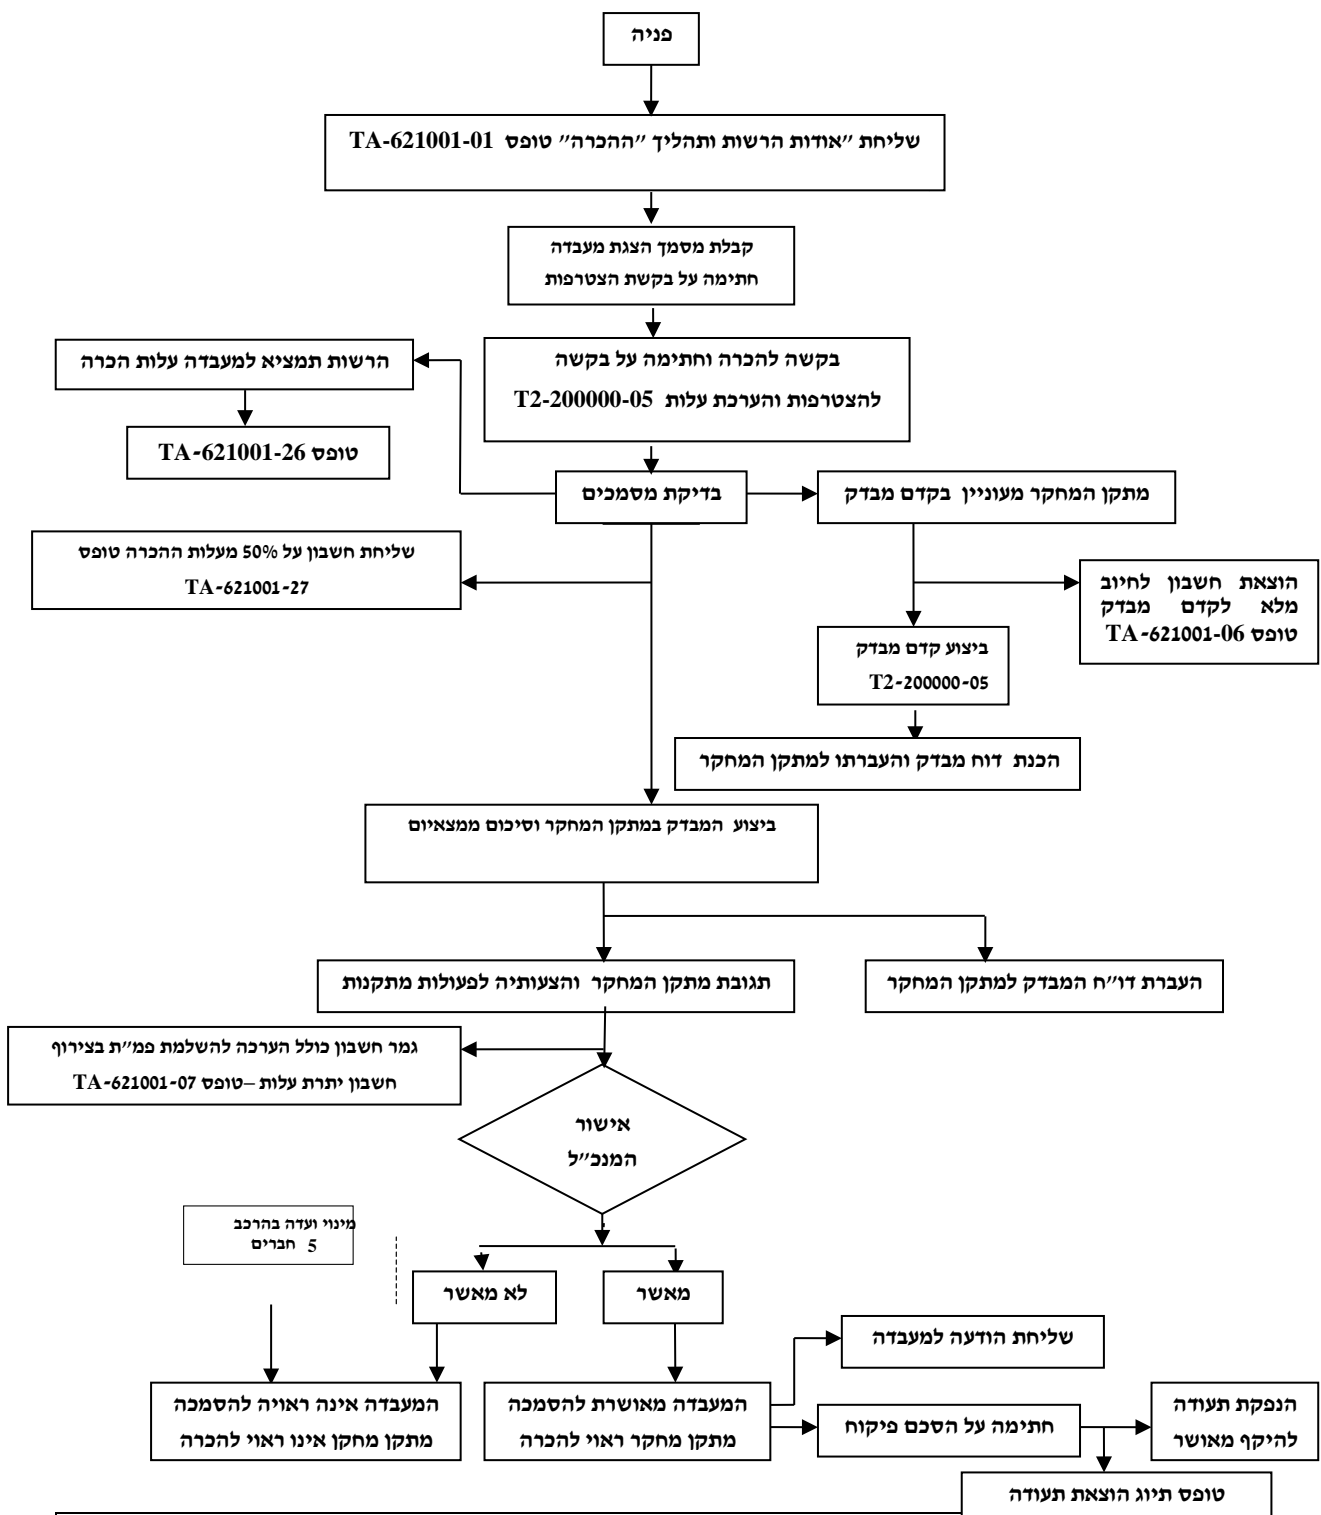 פניה
שליחת ״אודות הרשות ותהליך ״ההכרה״ טופס TA-621001-01
קבלת מסמך הצגת מעבדה
חתימה על בקשת הצטרפות
בקשה להכרה וחתימה על בקשה
להצטרפות והערכת עלות T2-200000-05
הרשות תמציא למעבדה עלות הכרה
טופס TA-621001-26
בדיקת מסמכים
מתקן המחקר מעוניין בקדם מבדק
שליחת חשבון על 50% מעלות ההכרה טופס
TA-621001-27
הוצאת חשבון לחיוב
מלא לקדם מבדק
טופס TA-621001-06
ביצוע קדם מבדק
T2-200000-05
הכנת דוח מבדק והעברתו למתקן המחקר
ביצוע המבדק במתקן המחקר וסיכום ממצאיום
תגובת מתקן המחקר והצעותיה לפעולות מתקנות
העברת דו״ח המבדק למתקן המחקר
גמר חשבון כולל הערכה להשלמת פמ״ת בצירוף
חשבון יתרת עלות –טופס TA-621001-07
אישור
המנכ״ל
מינוי ועדה בהרכב
5 חברים
לא מאשר
מאשר
שליחת הודעה למעבדה
המעבדה אינה ראויה להסמכה
מתקן מחקן אינו ראוי להכרה
המעבדה מאושרת להסמכה
מתקן מחקר ראוי להכרה
חתימה על הסכם פיקוח
הנפקת תעודה
להיקף מאושר
טופס תיוג הוצאת תעודה